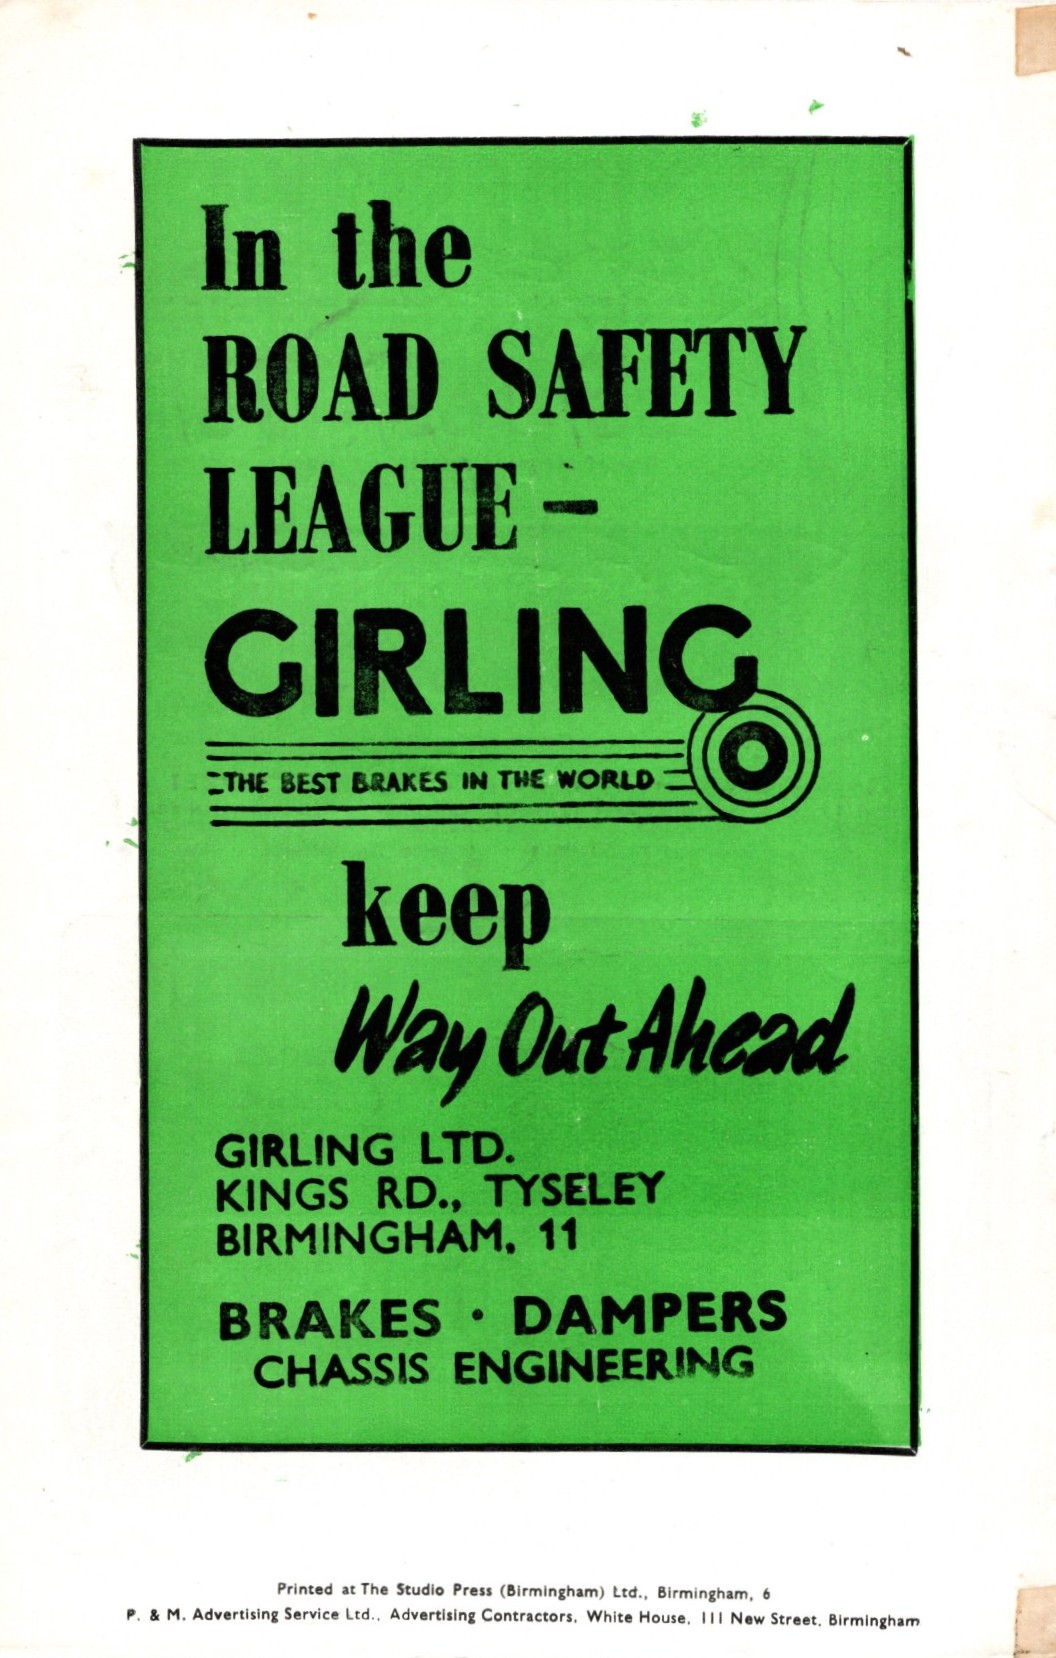 In the
ROAD SAFETY
LEAGUE –
GIRLING
THE BEST BRAKES IN THE WORLD
keep
Way Out Ahead
GIRLING LTD.
KINGS RD., TYSELEY
BIRMINGHAM, 11
BRAKES · DAMPERS
CHASSIS ENGINEERING
Printed at The Studio Press (Birmingham) Ltd., Birmingham, 6
P. & M. Advertising Service Ltd., Advertising Contractors, White House, 111 New Street, Birmingham